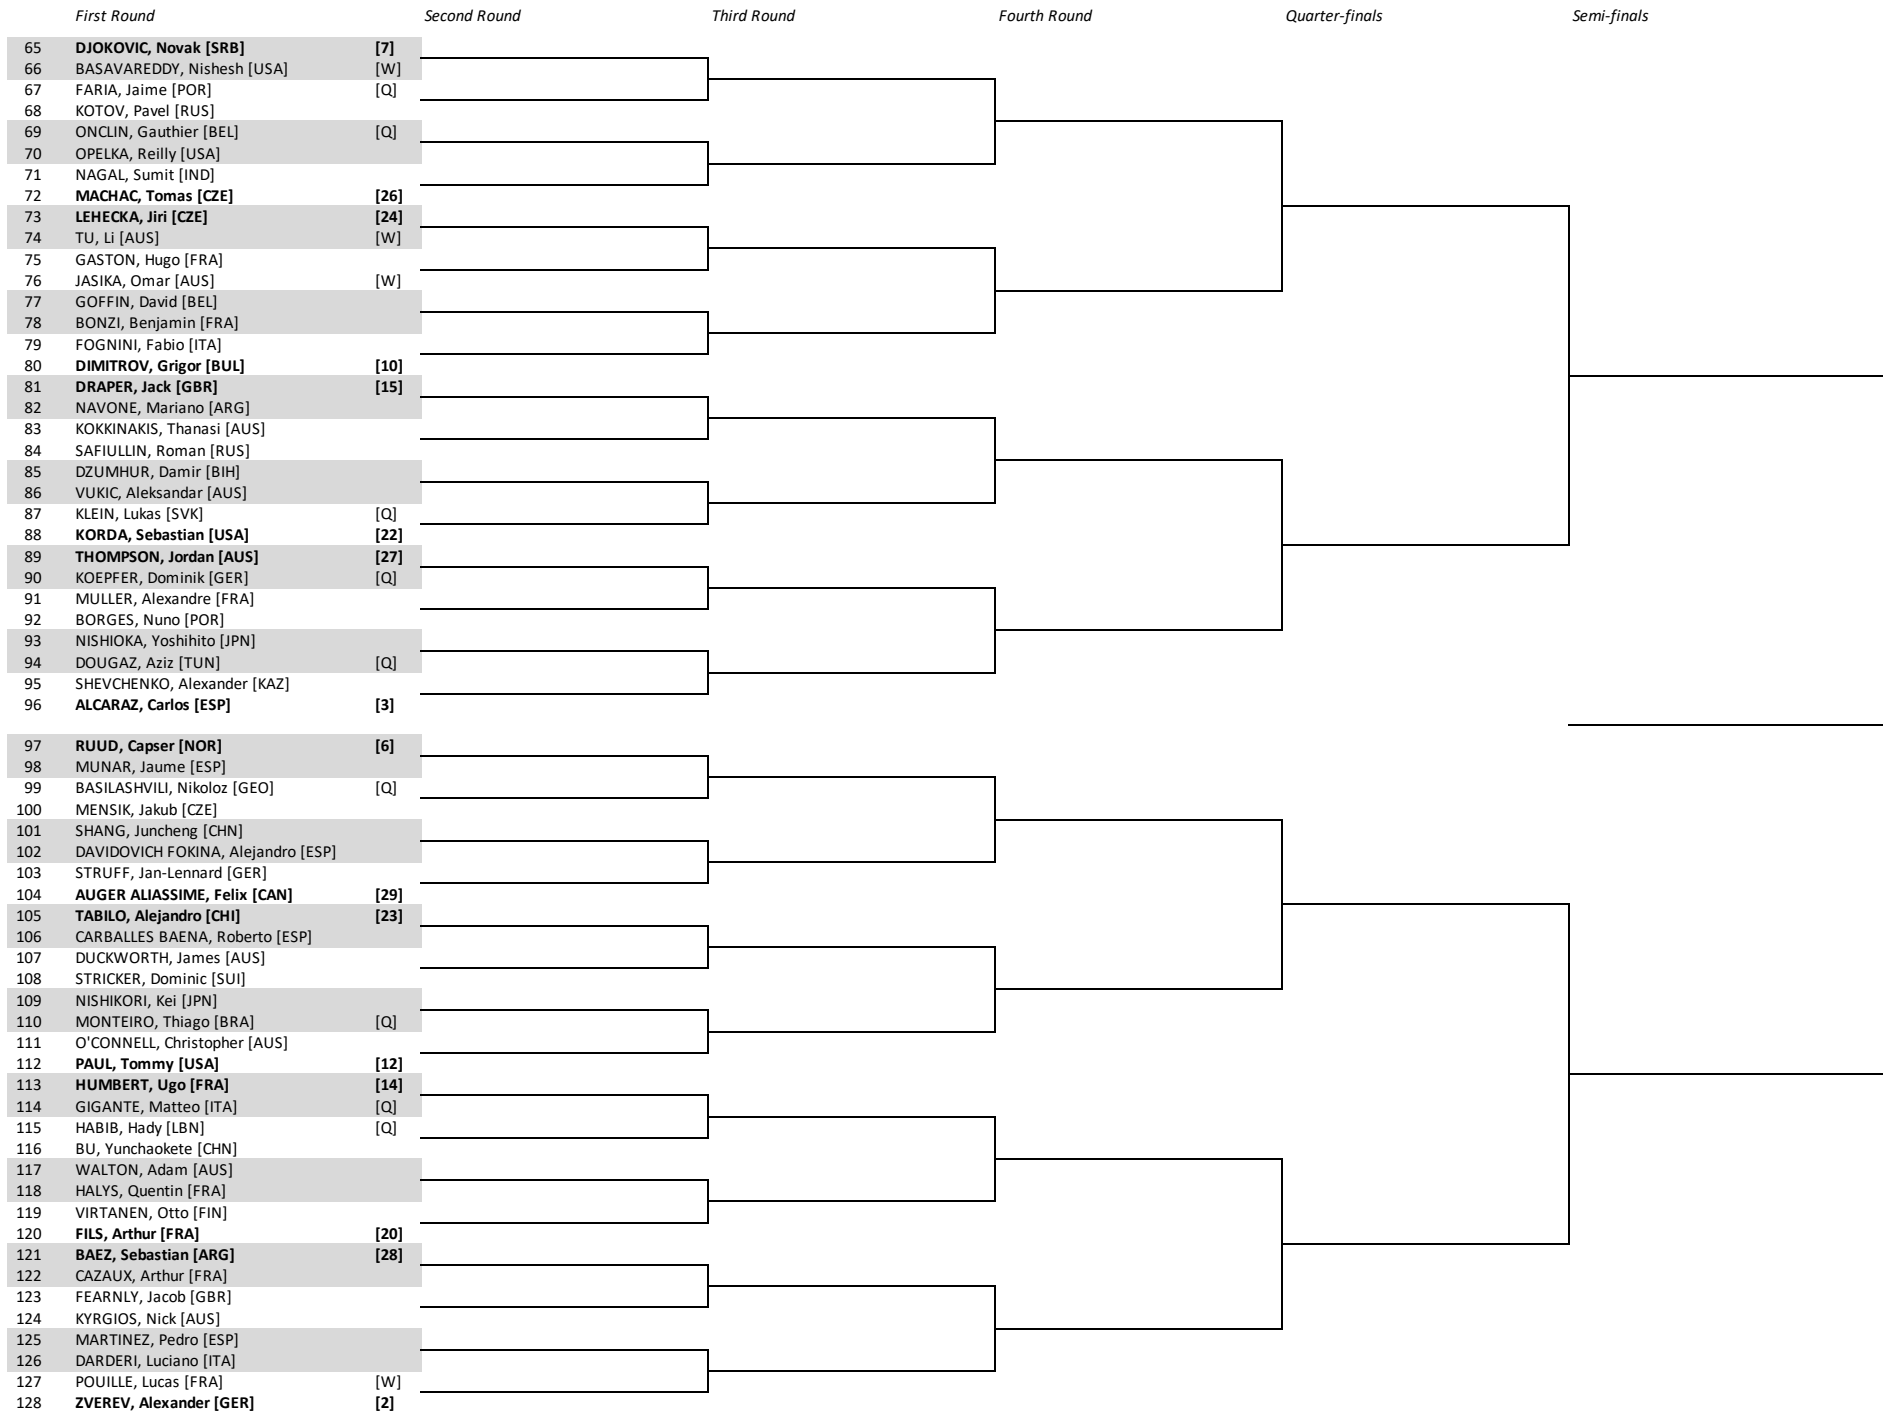 First Round Second Round Third Round Fourth Round Quarter-finals Semi-finals
65 DJOKOVIC, Novak [SRB] [7]
66 BASAVAREDDY, Nishesh [USA] [W]
67 FARIA, Jaime [POR] [Q]
68 KOTOV, Pavel [RUS]
69 ONCLIN, Gauthier [BEL] [Q]
70 OPELKA, Reilly [USA]
71 NAGAL, Sumit [IND]
72 MACHAC, Tomas [CZE] [26]
73 LEHECKA, Jiri [CZE] [24]
74 TU, Li [AUS] [W]
75 GASTON, Hugo [FRA]
76 JASIKA, Omar [AUS] [W]
77 GOFFIN, David [BEL]
78 BONZI, Benjamin [FRA]
79 FOGNINI, Fabio [ITA]
80 DIMITROV, Grigor [BUL] [10]
81 DRAPER, Jack [GBR] [15]
82 NAVONE, Mariano [ARG]
83 KOKKINAKIS, Thanasi [AUS]
84 SAFIULLIN, Roman [RUS]
85 DZUMHUR, Damir [BIH]
86 VUKIC, Aleksandar [AUS]
87 KLEIN, Lukas [SVK] [Q]
88 KORDA, Sebastian [USA] [22]
89 THOMPSON, Jordan [AUS] [27]
90 KOEPFER, Dominik [GER] [Q]
91 MULLER, Alexandre [FRA]
92 BORGES, Nuno [POR]
93 NISHIOKA, Yoshihito [JPN]
94 DOUGAZ, Aziz [TUN] [Q]
95 SHEVCHENKO, Alexander [KAZ]
96 ALCARAZ, Carlos [ESP] [3]
97 RUUD, Capser [NOR] [6]
98 MUNAR, Jaume [ESP]
99 BASILASHVILI, Nikoloz [GEO] [Q]
100 MENSIK, Jakub [CZE]
101 SHANG, Juncheng [CHN]
102 DAVIDOVICH FOKINA, Alejandro [ESP]
103 STRUFF, Jan-Lennard [GER]
104 AUGER ALIASSIME, Felix [CAN] [29]
105 TABILO, Alejandro [CHI] [23]
106 CARBALLES BAENA, Roberto [ESP]
107 DUCKWORTH, James [AUS]
108 STRICKER, Dominic [SUI]
109 NISHIKORI, Kei [JPN]
110 MONTEIRO, Thiago [BRA] [Q]
111 O'CONNELL, Christopher [AUS]
112 PAUL, Tommy [USA] [12]
113 HUMBERT, Ugo [FRA] [14]
114 GIGANTE, Matteo [ITA] [Q]
115 HABIB, Hady [LBN] [Q]
116 BU, Yunchaokete [CHN]
117 WALTON, Adam [AUS]
118 HALYS, Quentin [FRA]
119 VIRTANEN, Otto [FIN]
120 FILS, Arthur [FRA] [20]
121 BAEZ, Sebastian [ARG] [28]
122 CAZAUX, Arthur [FRA]
123 FEARNLY, Jacob [GBR]
124 KYRGIOS, Nick [AUS]
125 MARTINEZ, Pedro [ESP]
126 DARDERI, Luciano [ITA]
127 POUILLE, Lucas [FRA] [W]
128 ZVEREV, Alexander [GER] [2]